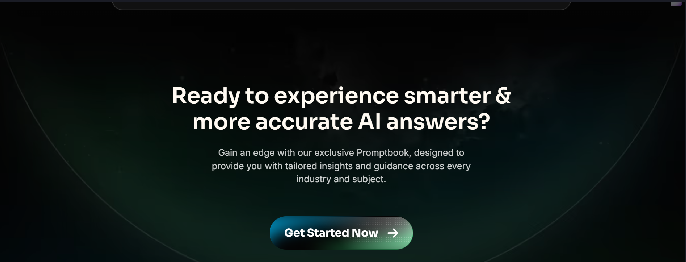 Ready to experience smarter &
more accurate AI answers?
Gain an edge with our exclusive Promptbook, designed to
provide you with tailored insights and guidance across every
industry and subject.
Get Started Now →